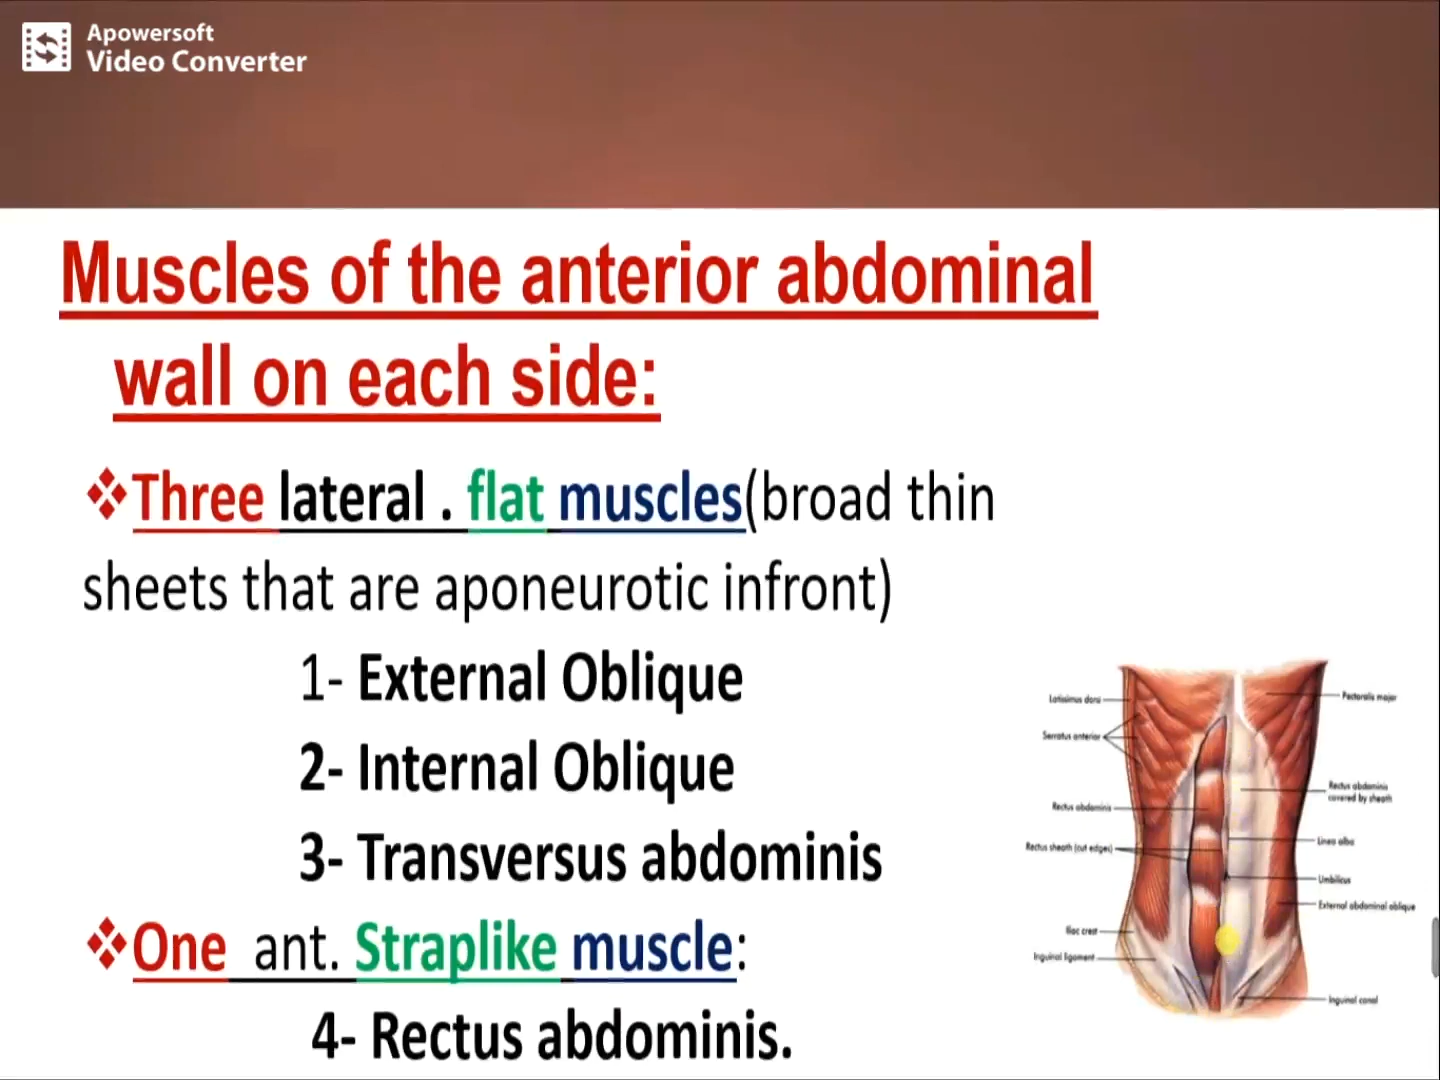 Apowersoft
Video Converter
Muscles of the anterior abdominal
wall on each side:
❖Three lateral . flat muscles(broad thin
sheets that are aponeurotic infront)
1- External Oblique
2- Internal Oblique
3- Transversus abdominis
❖One ant. Straplike muscle:
4- Rectus abdominis.
Latissimus dorsi
Serratus anterior
Rectus abdominis
Rectus sheath (cut edges)
Iliac crest
Inguinal ligament
Pectoralis major
Rectus abdominis
covered by sheath
Linea alba
Umbilicus
External abdominal oblique
Inguinal canal